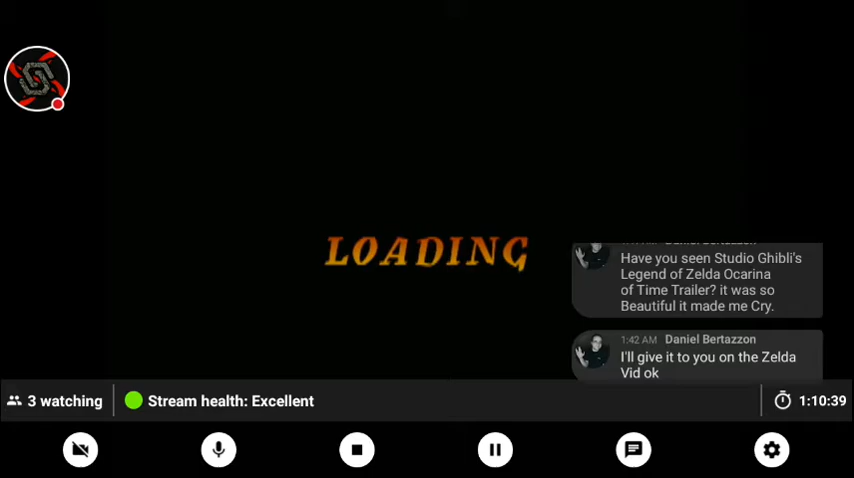 LOADING
Daniel Bertazzon
Have you seen Studio Ghibli's
Legend of Zelda Ocarina
of Time Trailer? it was so
Beautiful it made me Cry.
1:42 AM Daniel Bertazzon
I'll give it to you on the Zelda
Vid ok
3 watching
Stream health: Excellent
1:10:39